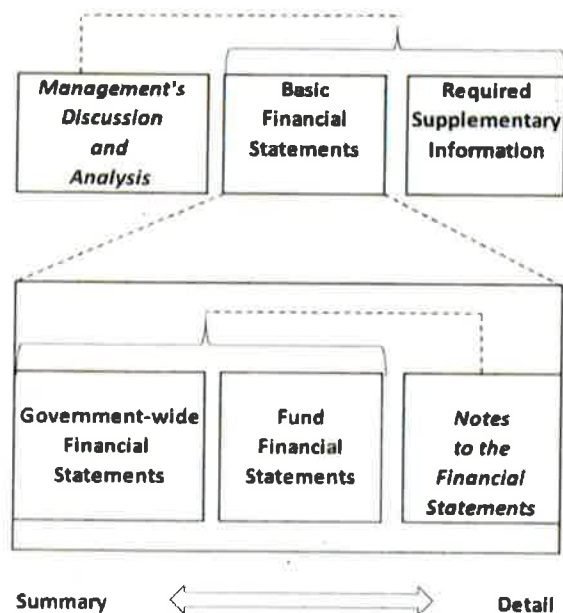 Management's
Discussion
and
Analysis
Basic
Financial
Statements
Required
Supplementary
Information
Government-wide
Financial
Statements
Fund
Financial
Statements
Notes
to the
Financial
Statements
Summary
Detail